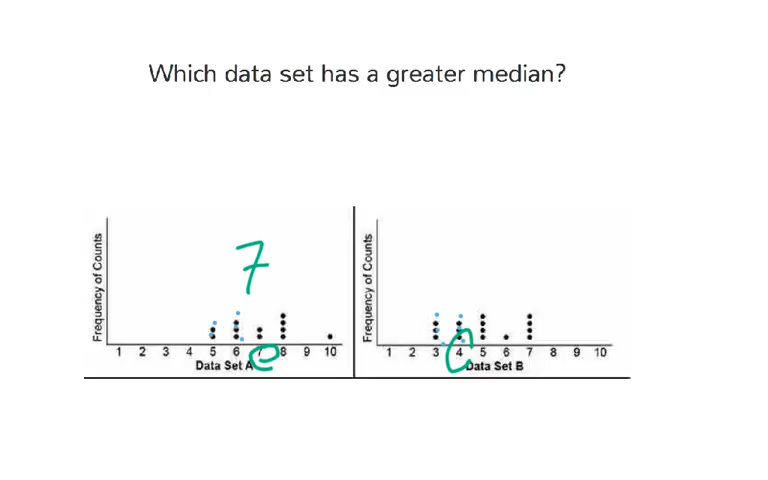 Which data set has a greater median?
7
Frequency of Counts
1 2 3 4 5 6 7 8 9 10
Data Set A
Frequency of Counts
1 2 3 4 5 6 7 8 9 10
Data Set B